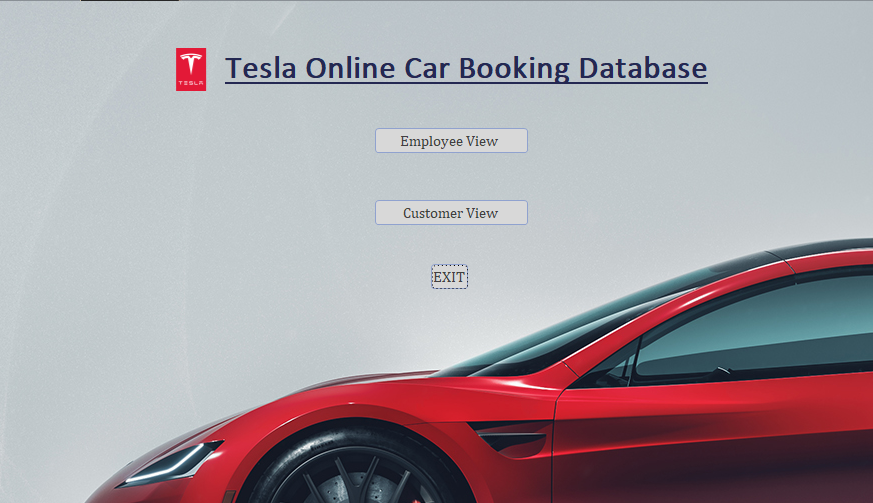 TESLA
Tesla Online Car Booking Database
Employee View
Customer View
EXIT